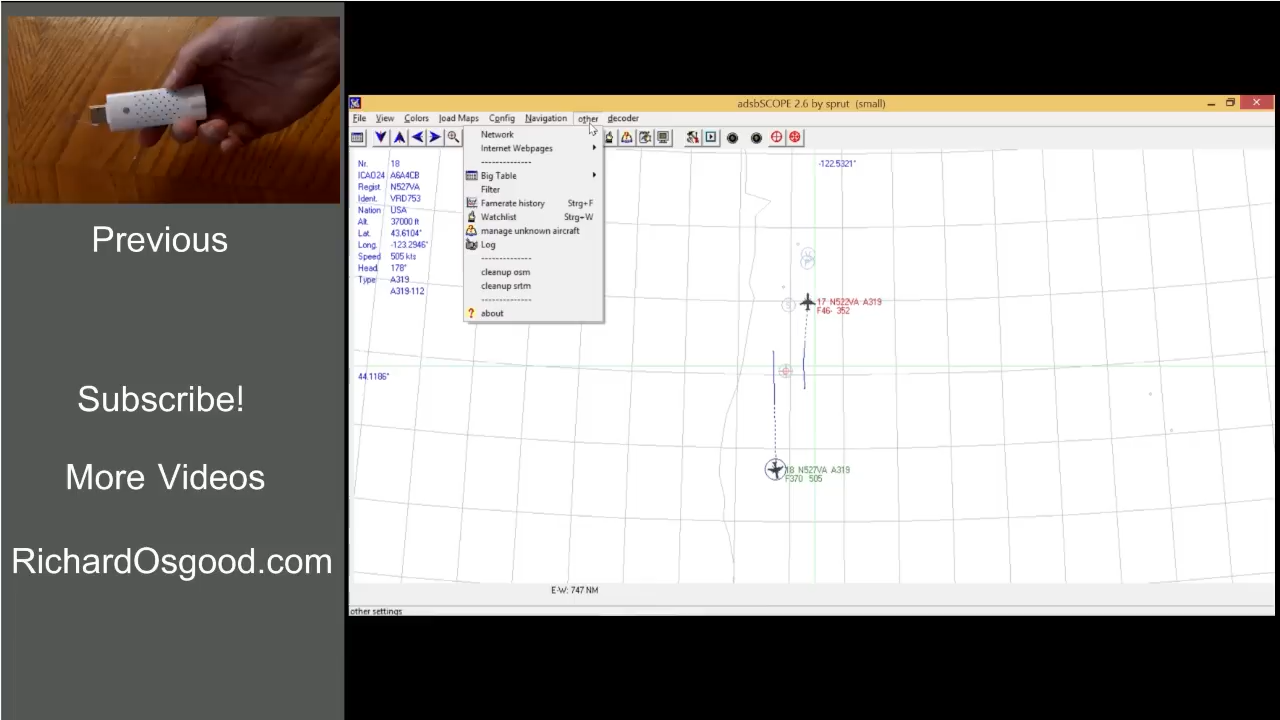 Previous
Subscribe!
More Videos
RichardOsgood.com
adsbSCOPE 2.6 by sprut (small)
File View Colors Load Maps Config Navigation other decoder
Network
Internet Webpages
--------------
Big Table
Filter
Famerate history Strg+F
Watchlist Strg+W
manage unknown aircraft
Log
--------------
cleanup osm
cleanup srtm
--------------
about
Nr. 18
ICAO24 A6A4CB
Regist N527VA
Ident. VRD753
Nation USA
Alt. 37000 ft
Lat. 43.6104°
Long. -123.2946°
Speed 505 kts
Head. 178°
Type A319
A319-112
-122.5321°
17 N522VA A319
F46- 352
44.1186°
18 N527VA A319
F370 505
E-W: 747 NM
other settings